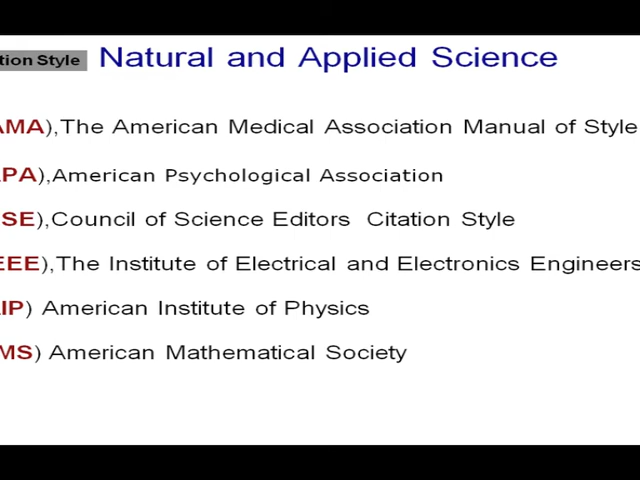 tion Style Natural and Applied Science
AMA),The American Medical Association Manual of Style
PA),American Psychological Association
SE),Council of Science Editors Citation Style
EEE),The Institute of Electrical and Electronics Engineers
IP) American Institute of Physics
MS) American Mathematical Society